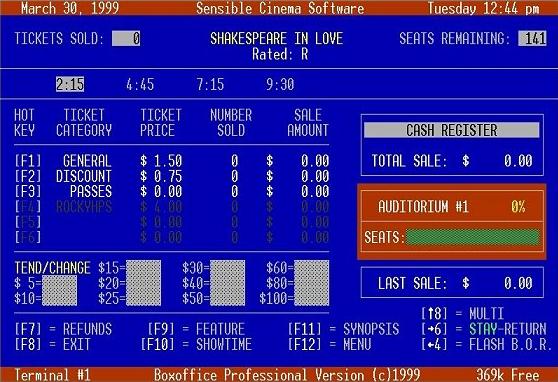 March 30, 1999 Sensible Cinema Software Tuesday 12:44 pm
TICKETS SOLD: 0 SHAKESPEARE IN LOVE SEATS REMAINING: 141
Rated: R
2:15 4:45 7:15 9:30
HOT TICKET TICKET NUMBER SALE
KEY CATEGORY PRICE SOLD AMOUNT
CASH REGISTER
[F1] GENERAL $ 1.50 0 $ 0.00 TOTAL SALE: $ 0.00
[F2] DISCOUNT $ 0.75 0 $ 0.00
[F3] PASSES $ 0.00 0 $ 0.00
[F4] ROCKYHPS $ 4.00 0 $ 0.00 AUDITORIUM #1 0%
[F5] $ 0.00 0 $ 0.00
[F6] $ 0.00 0 $ 0.00 SEATS:
TEND/CHANGE $15= $30= $60=
$ 5= $20= $40= $80= LAST SALE: $ 0.00
$10= $25= $50= $100=
[↑8] = MULTI
[F7] = REFUNDS [F9] = FEATURE [F11] = SYNOPSIS [→6] = STAY-RETURN
[F8] = EXIT [F10] = SHOWTIME [F12] = MENU [←4] = FLASH B.O.R.
Terminal #1 Boxoffice Professional Version (c)1999 369k Free